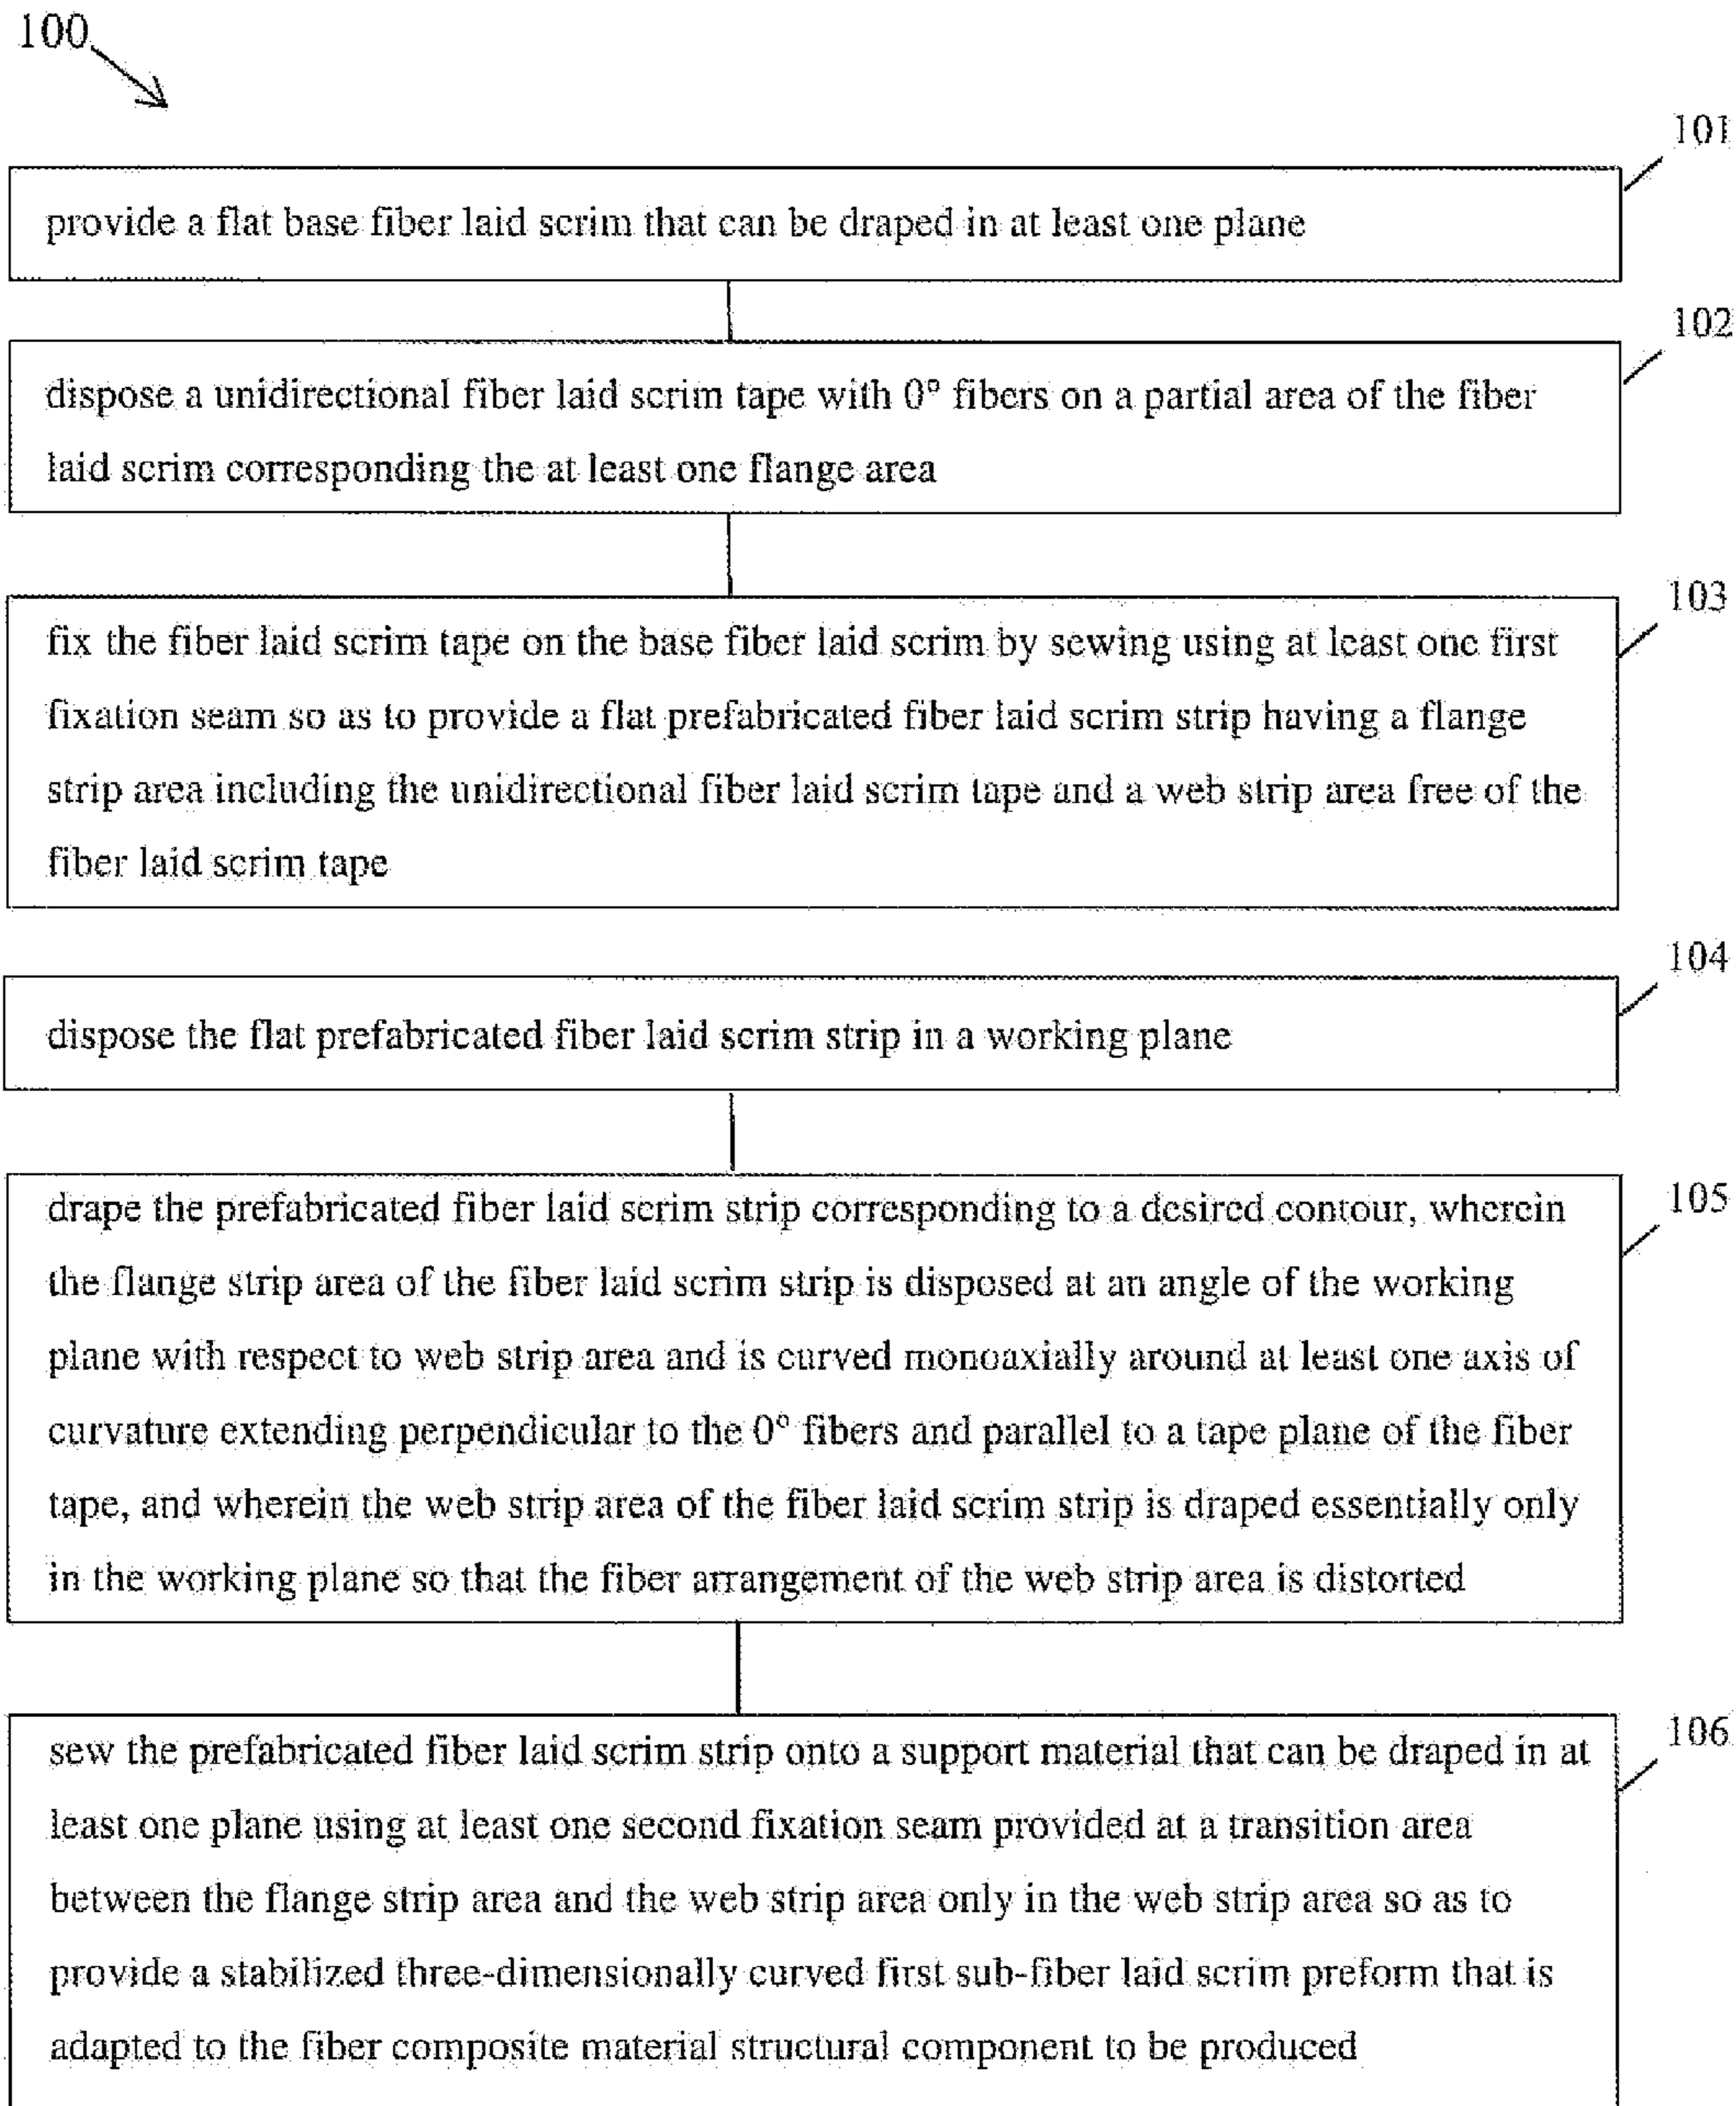 100
101
provide a flat base fiber laid scrim that can be draped in at least one plane
102
dispose a unidirectional fiber laid scrim tape with 0° fibers on a partial area of the fiber
laid scrim corresponding the at least one flange area
103
fix the fiber laid scrim tape on the base fiber laid scrim by sewing using at least one first
fixation seam so as to provide a flat prefabricated fiber laid scrim strip having a flange
strip area including the unidirectional fiber laid scrim tape and a web strip area free of the
fiber laid scrim tape
104
dispose the flat prefabricated fiber laid scrim strip in a working plane
105
drape the prefabricated fiber laid scrim strip corresponding to a desired contour, wherein
the flange strip area of the fiber laid scrim strip is disposed at an angle of the working
plane with respect to web strip area and is curved monoaxially around at least one axis of
curvature extending perpendicular to the 0° fibers and parallel to a tape plane of the fiber
tape, and wherein the web strip area of the fiber laid scrim strip is draped essentially only
in the working plane so that the fiber arrangement of the web strip area is distorted
106
sew the prefabricated fiber laid scrim strip onto a support material that can be draped in at
least one plane using at least one second fixation seam provided at a transition area
between the flange strip area and the web strip area only in the web strip area so as to
provide a stabilized three-dimensionally curved first sub-fiber laid scrim preform that is
adapted to the fiber composite material structural component to be produced